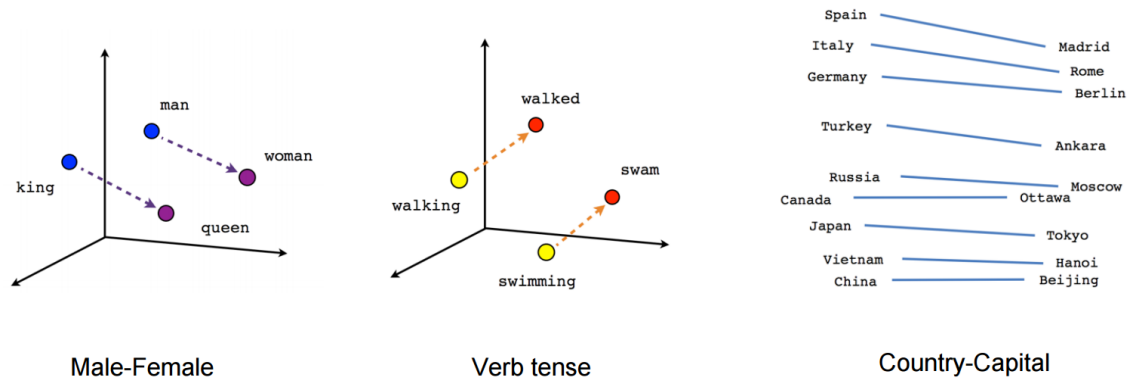 man
woman
king
queen
Male-Female
walked
swam
walking
swimming
Verb tense
Spain
Madrid
Italy
Rome
Germany
Berlin
Turkey
Ankara
Russia
Moscow
Canada
Ottawa
Japan
Tokyo
Vietnam
Hanoi
China
Beijing
Country-Capital